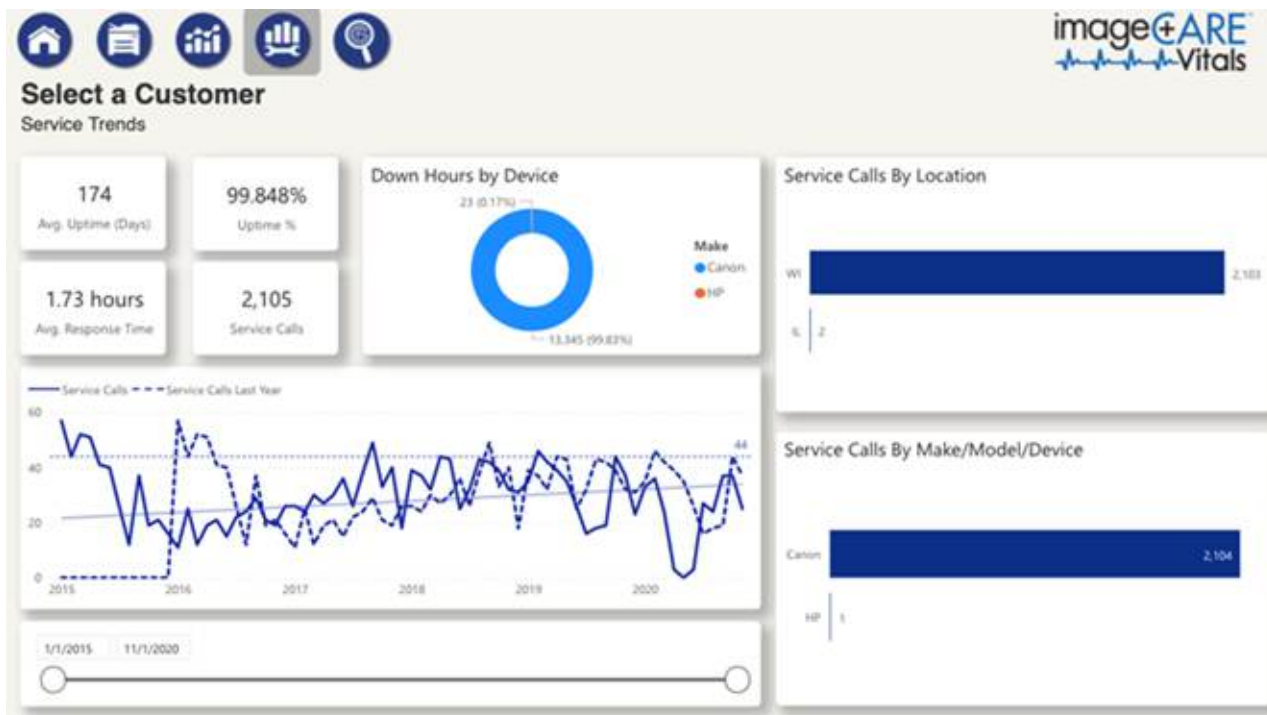 imageCARE
Vitals
Select a Customer
Service Trends
174
Avg. Uptime (Days)
99.848%
Uptime %
1.73 hours
Avg. Response Time
2,105
Service Calls
Down Hours by Device
23 (0.17%)
13,345 (99.83%)
Make
Canon
HP
Service Calls By Location
WI
2,103
IL
2
Service Calls
Service Calls Last Year
60
40
20
0
44
2015
2016
2017
2018
2019
2020
Service Calls By Make/Model/Device
Canon
2,104
HP
1
1/1/2015
11/1/2020